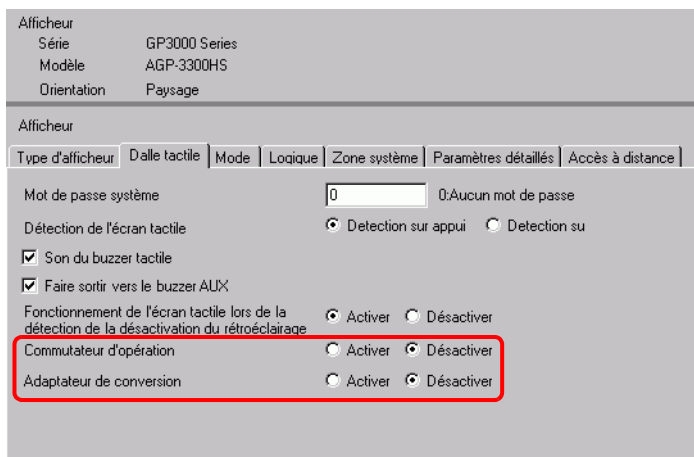 Afficheur
Série GP3000 Series
Modèle AGP-3300HS
Orientation Paysage
Afficheur
Type d'afficheur Dalle tactile Mode Logique Zone système Paramètres détaillés Accès à distance
Mot de passe système 0 0:Aucun mot de passe
Détection de l'écran tactile Detection sur appui Detection su
Son du buzzer tactile
Faire sortir vers le buzzer AUX
Fonctionnement de l'écran tactile lors de la
détection de la désactivation du rétroéclairage Activer Désactiver
Commutateur d'opération Activer Désactiver
Adaptateur de conversion Activer Désactiver